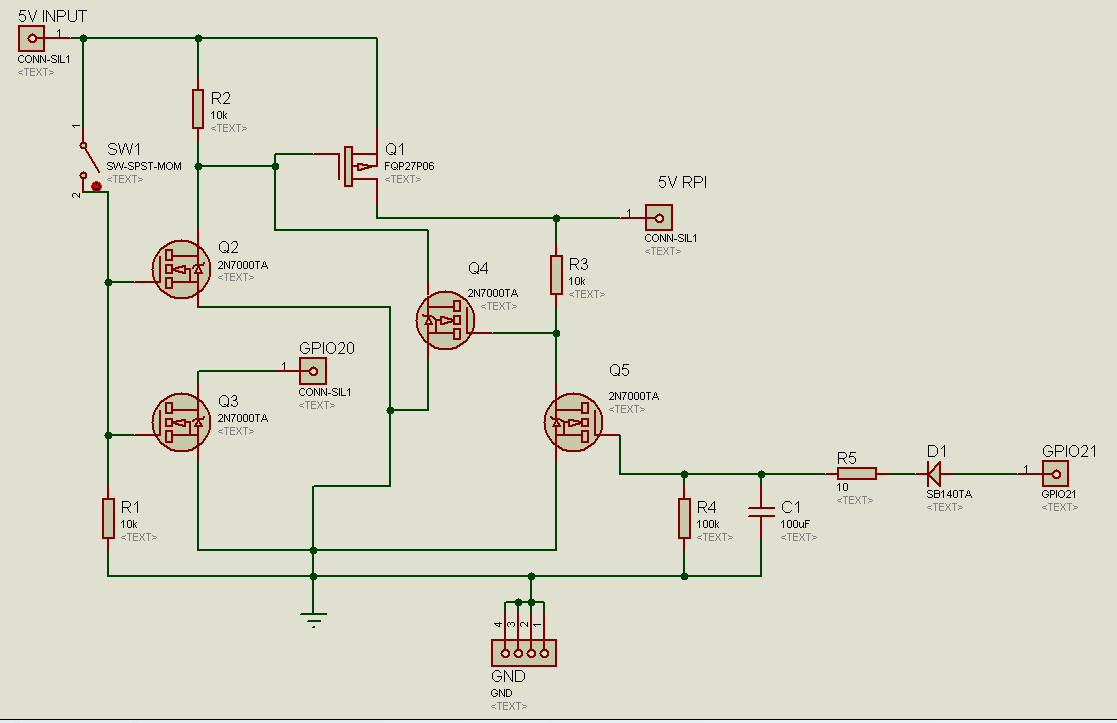 5V INPUT
1
CONN-SIL1
<TEXT>
R2
10k
<TEXT>
1
SW1
SW-SPST-MOM
<TEXT>
2
Q1
FQP27P06
<TEXT>
5V RPI
1
CONN-SIL1
<TEXT>
Q2
2N7000TA
<TEXT>
Q4
2N7000TA
<TEXT>
R3
10k
<TEXT>
GPIO20
1
CONN-SIL1
<TEXT>
Q3
2N7000TA
<TEXT>
Q5
2N7000TA
<TEXT>
R1
10k
<TEXT>
R4
100k
<TEXT>
C1
100uF
<TEXT>
R5
10
<TEXT>
D1
SB140TA
<TEXT>
GPIO21
1
GPIO21
<TEXT>
4 3 2 1
GND
GND
<TEXT>